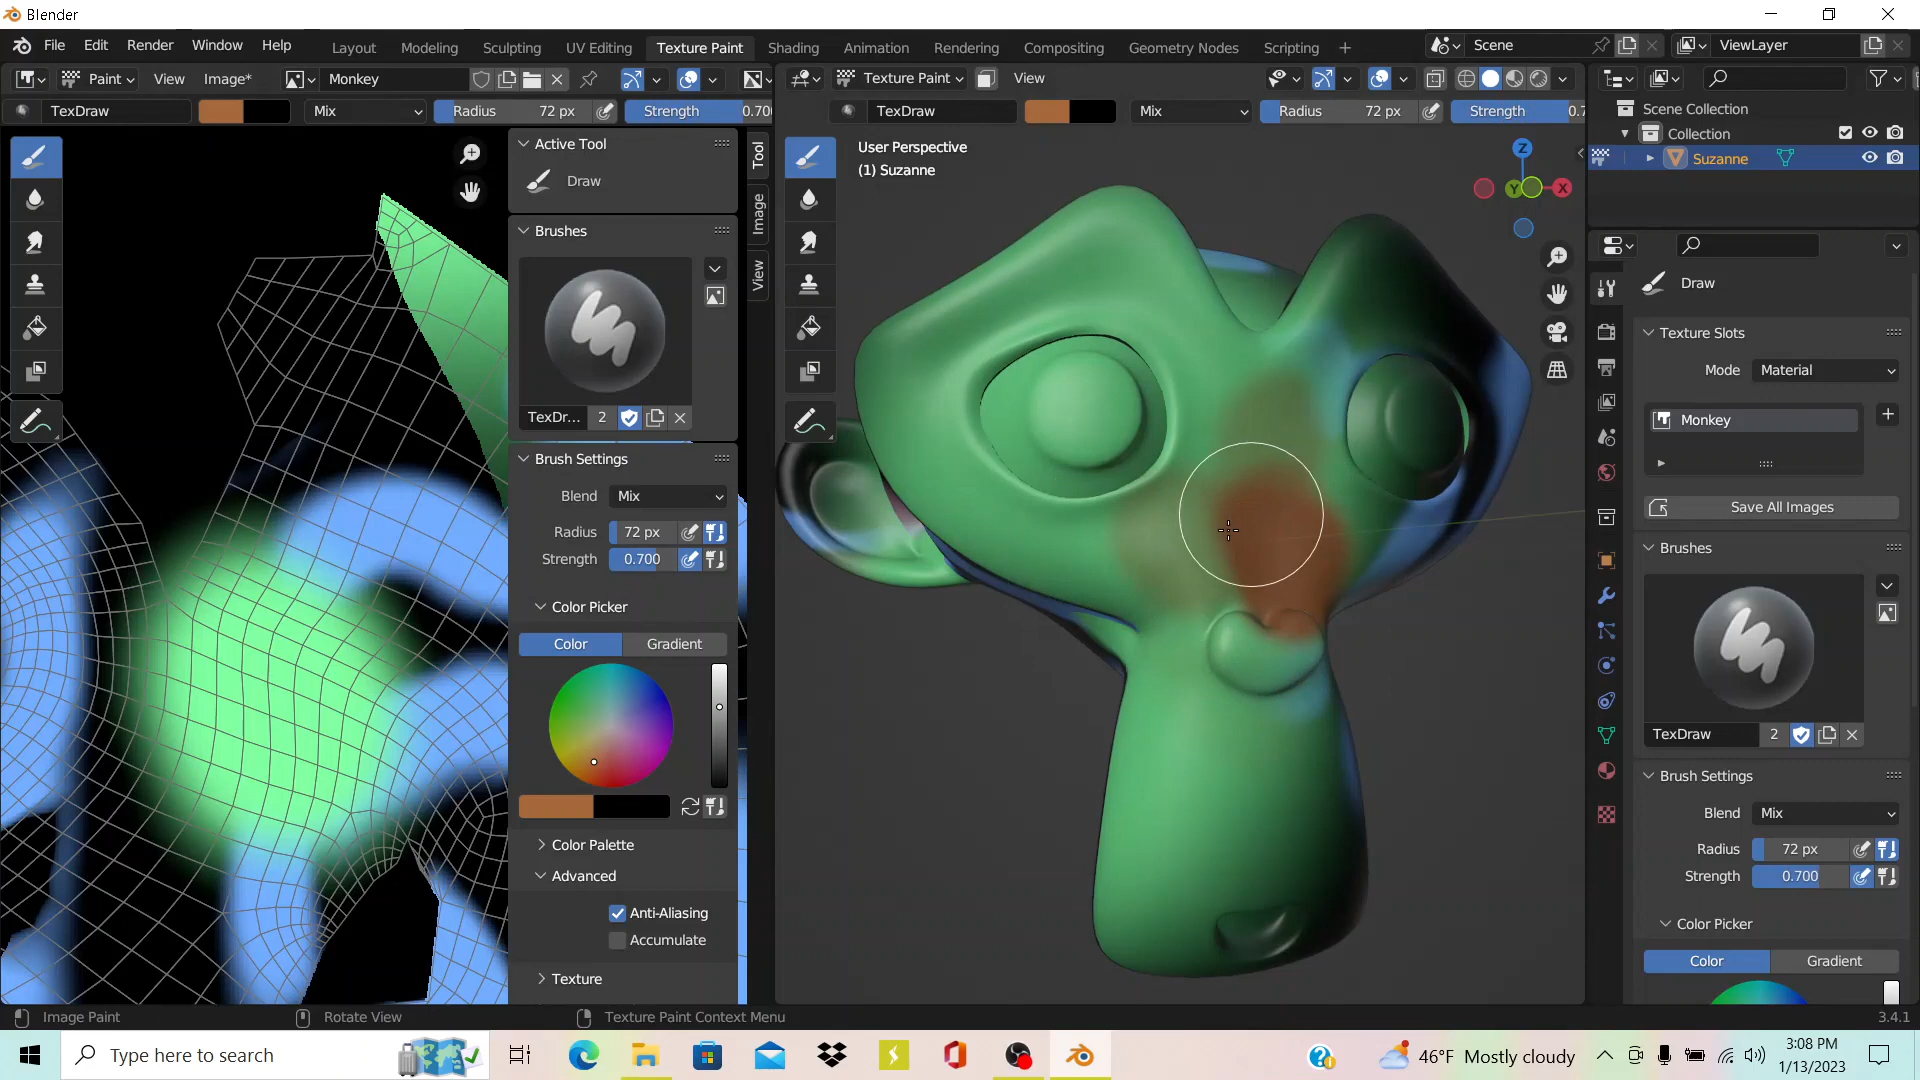 Blender
File Edit Render Window Help Layout Modeling Sculpting UV Editing Texture Paint Shading Animation Rendering Compositing Geometry Nodes Scripting + Scene ViewLayer
Paint View Image* Monkey Texture Paint View
TexDraw Mix Radius 72 px Strength 0.70 TexDraw Mix Radius 72 px Strength 0.7
Scene Collection
Collection
Suzanne
Active Tool
Draw
Brushes
TexDr... 2
Brush Settings
Blend Mix
Radius 72 px
Strength 0.700
Color Picker
Color Gradient
Color Palette
Advanced
Anti-Aliasing
Accumulate
Texture
Tool
Image
View
User Perspective
(1) Suzanne
Z
Y X
Draw
Texture Slots
Mode Material
Monkey
Save All Images
Brushes
TexDraw 2
Brush Settings
Blend Mix
Radius 72 px
Strength 0.700
Color Picker
Color Gradient
Image Paint Rotate View Texture Paint Context Menu 3.4.1
Type here to search 46°F Mostly cloudy 3:08 PM
1/13/2023